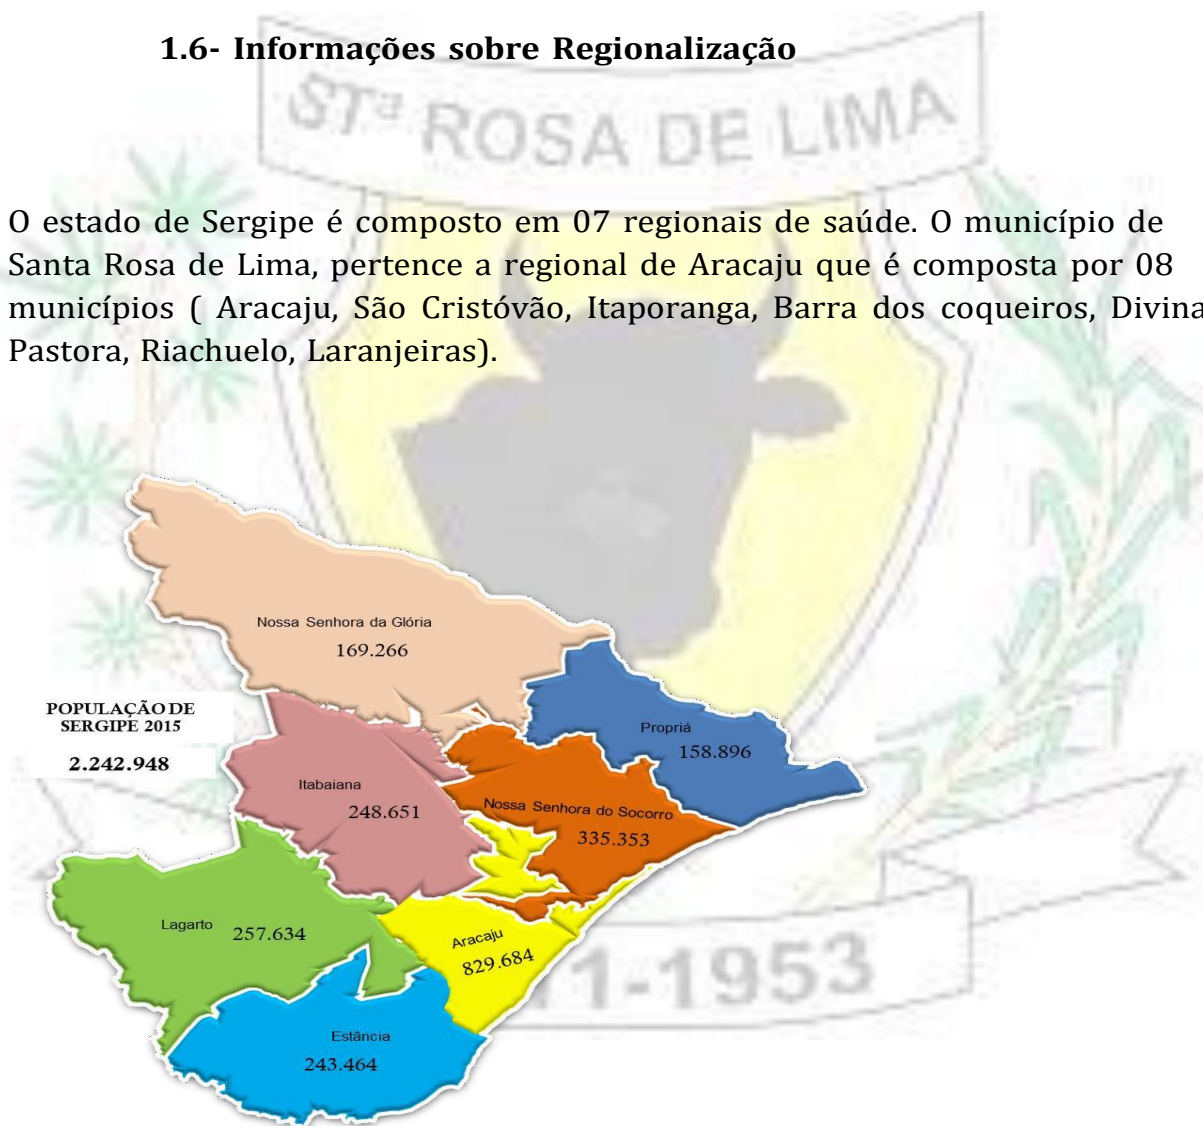 1.6- Informações sobre Regionalização
STª ROSA DE LIMA
O estado de Sergipe é composto em 07 regionais de saúde. O município de
Santa Rosa de Lima, pertence a regional de Aracaju que é composta por 08
municípios ( Aracaju, São Cristóvão, Itaporanga, Barra dos coqueiros, Divina
Pastora, Riachuelo, Laranjeiras).
Nossa Senhora da Glória
169.266
POPULAÇÃO DE
SERGIPE 2015
2.242.948
Propriá
158.896
Itabaiana
248.651
Nossa Senhora do Socorro
335.353
Lagarto
257.634
Aracaju
829.684
1-1953
Estância
243.464